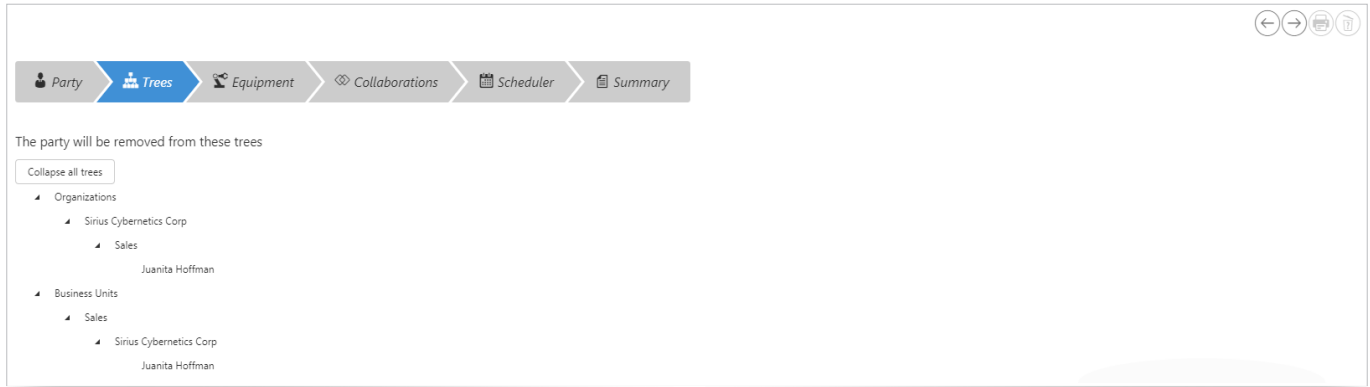 Party Trees Equipment Collaborations Scheduler Summary
The party will be removed from these trees
Collapse all trees
Organizations
Sirius Cybernetics Corp
Sales
Juanita Hoffman
Business Units
Sales
Sirius Cybernetics Corp
Juanita Hoffman